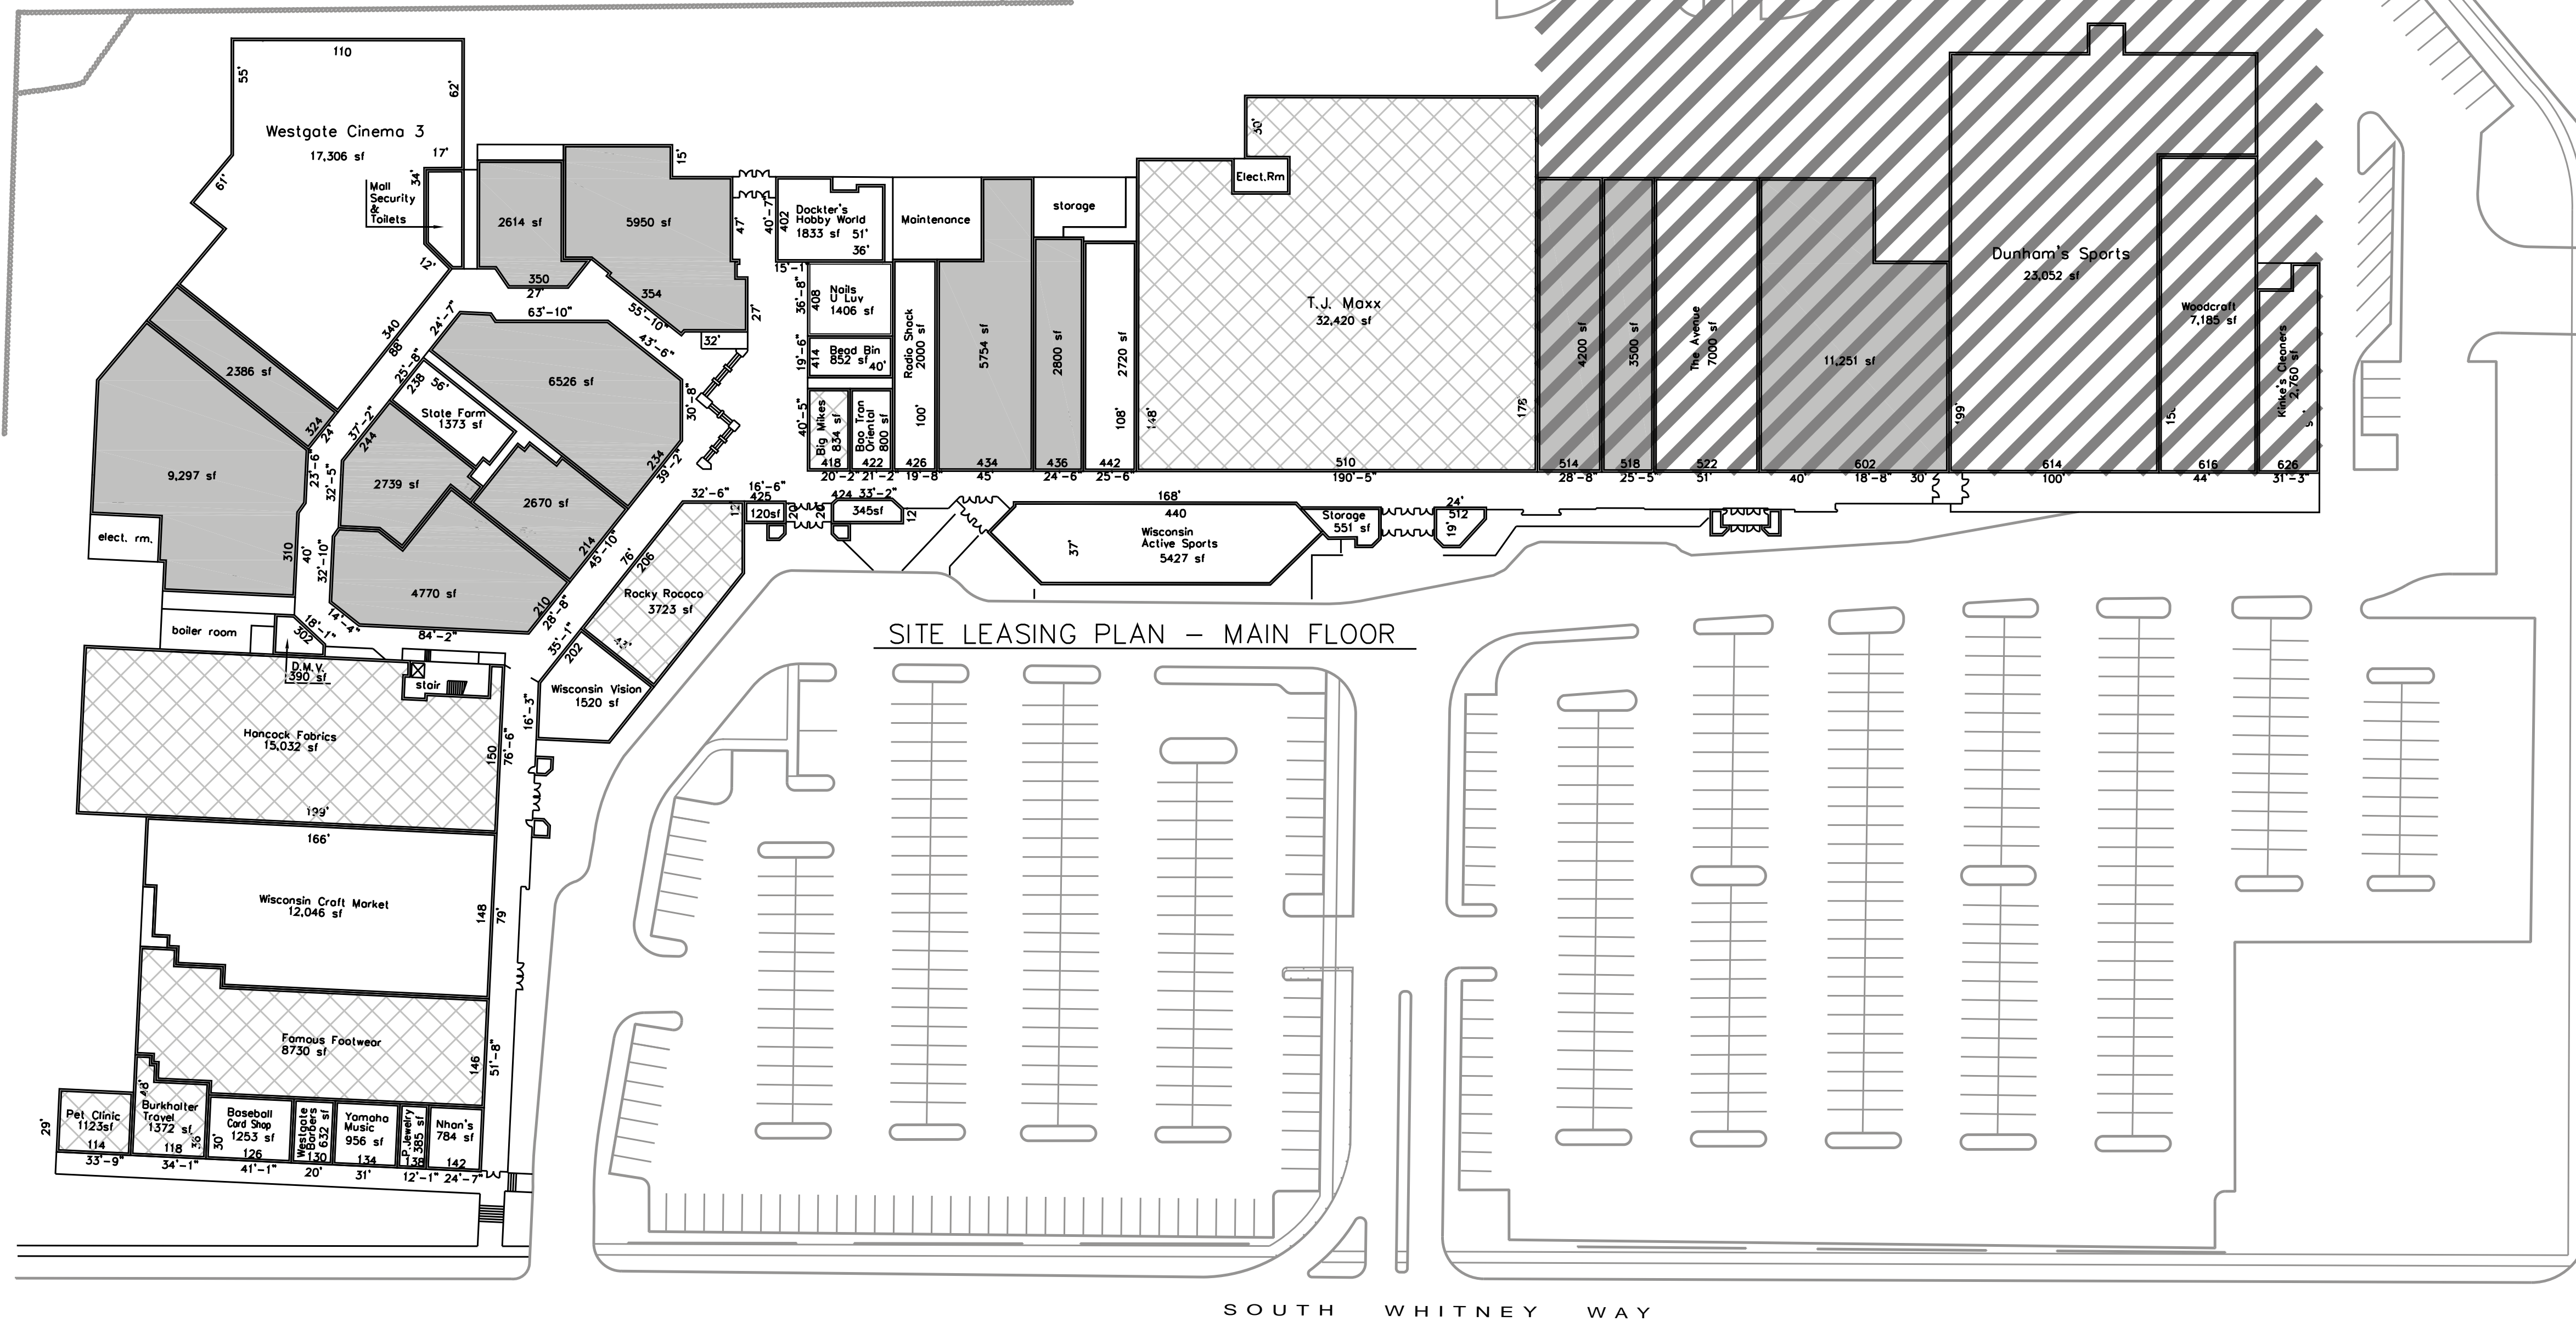 110
55'
62'
Westgate Cinema 3
17,306 sf
17'
34'
61'
Mall
Security
&
Toilets
12'
2614 sf
350
27'
5950 sf
15'
47'
354
55'-10"
27'
32'
40'-7"
402
Dockter's
Hobby World
1833 sf 51'
36'
Maintenance
storage
15'-1"
36'-8"
408
Nails
U Luv
1406 sf
19'-6"
414
Bead Bin
852 sf
40'
40'-5"
Big Mikes
834 sf
418
20'-2"
Bao Tran
Oriental
800 sf
422
21'-2"
Radio Shack
2000 sf
100'
426
19'-8"
5754 sf
434
45'
2800 sf
436
24'-6"
2720 sf
108'
442
25'-6"
148'
30'
Elect.Rm
T.J. Maxx
32,420 sf
176'
510
190'-5"
4200 sf
514
28'-8"
3500 sf
518
25'-5"
The Avenue
7000 sf
522
51'
11,251 sf
602
40'
18'-8"
30'
199'
Dunham's Sports
23,052 sf
614
100'
Woodcraft
7,185 sf
616
44'
Kinke's Cleaners
2,760 sf
626
31'-3"
340
88'
24'-7"
63'-10"
43'-6"
30'-8"
6526 sf
234
39'-2"
2386 sf
324
24'
25'-8"
238
56'
State Farm
1373 sf
37'-2"
244
2739 sf
32'-5"
23'-6"
2670 sf
214
45'-10"
9,297 sf
310
40'
elect. rm.
32'-10"
4770 sf
210
28'-8"
14'-4"
84'-2"
18'-1"
302
boiler room
D.M.V.
390 sf
stair
32'-6"
16'-6"
425
12'
120sf
20'
20'
424 33'-2"
345sf
12'
76'
206
Rocky Rococo
3723 sf
35'-1"
202
Wisconsin Vision
1520 sf
16'-3"
168'
440
37'
Wisconsin
Active Sports
5427 sf
Storage
551 sf
24'
512
19'
SITE LEASING PLAN - MAIN FLOOR
Hancock Fabrics
15,032 sf
150
76'-6"
199'
166'
Wisconsin Craft Market
12,046 sf
148
79'
Famous Footwear
8730 sf
146
51'-8"
29'
Pet Clinic
1123sf
114
33'-9"
48'
Burkhalter
Travel
1372 sf
118
36'
34'-1"
30'
Baseball
Card Shop
1253 sf
126
41'-1"
Westgate
Barbers
632 sf
130
20'
Yamaha
Music
956 sf
134
31'
P. Jewelry
385 sf
138
12'-1"
Nhan's
784 sf
142
24'-7"
SOUTH WHITNEY WAY